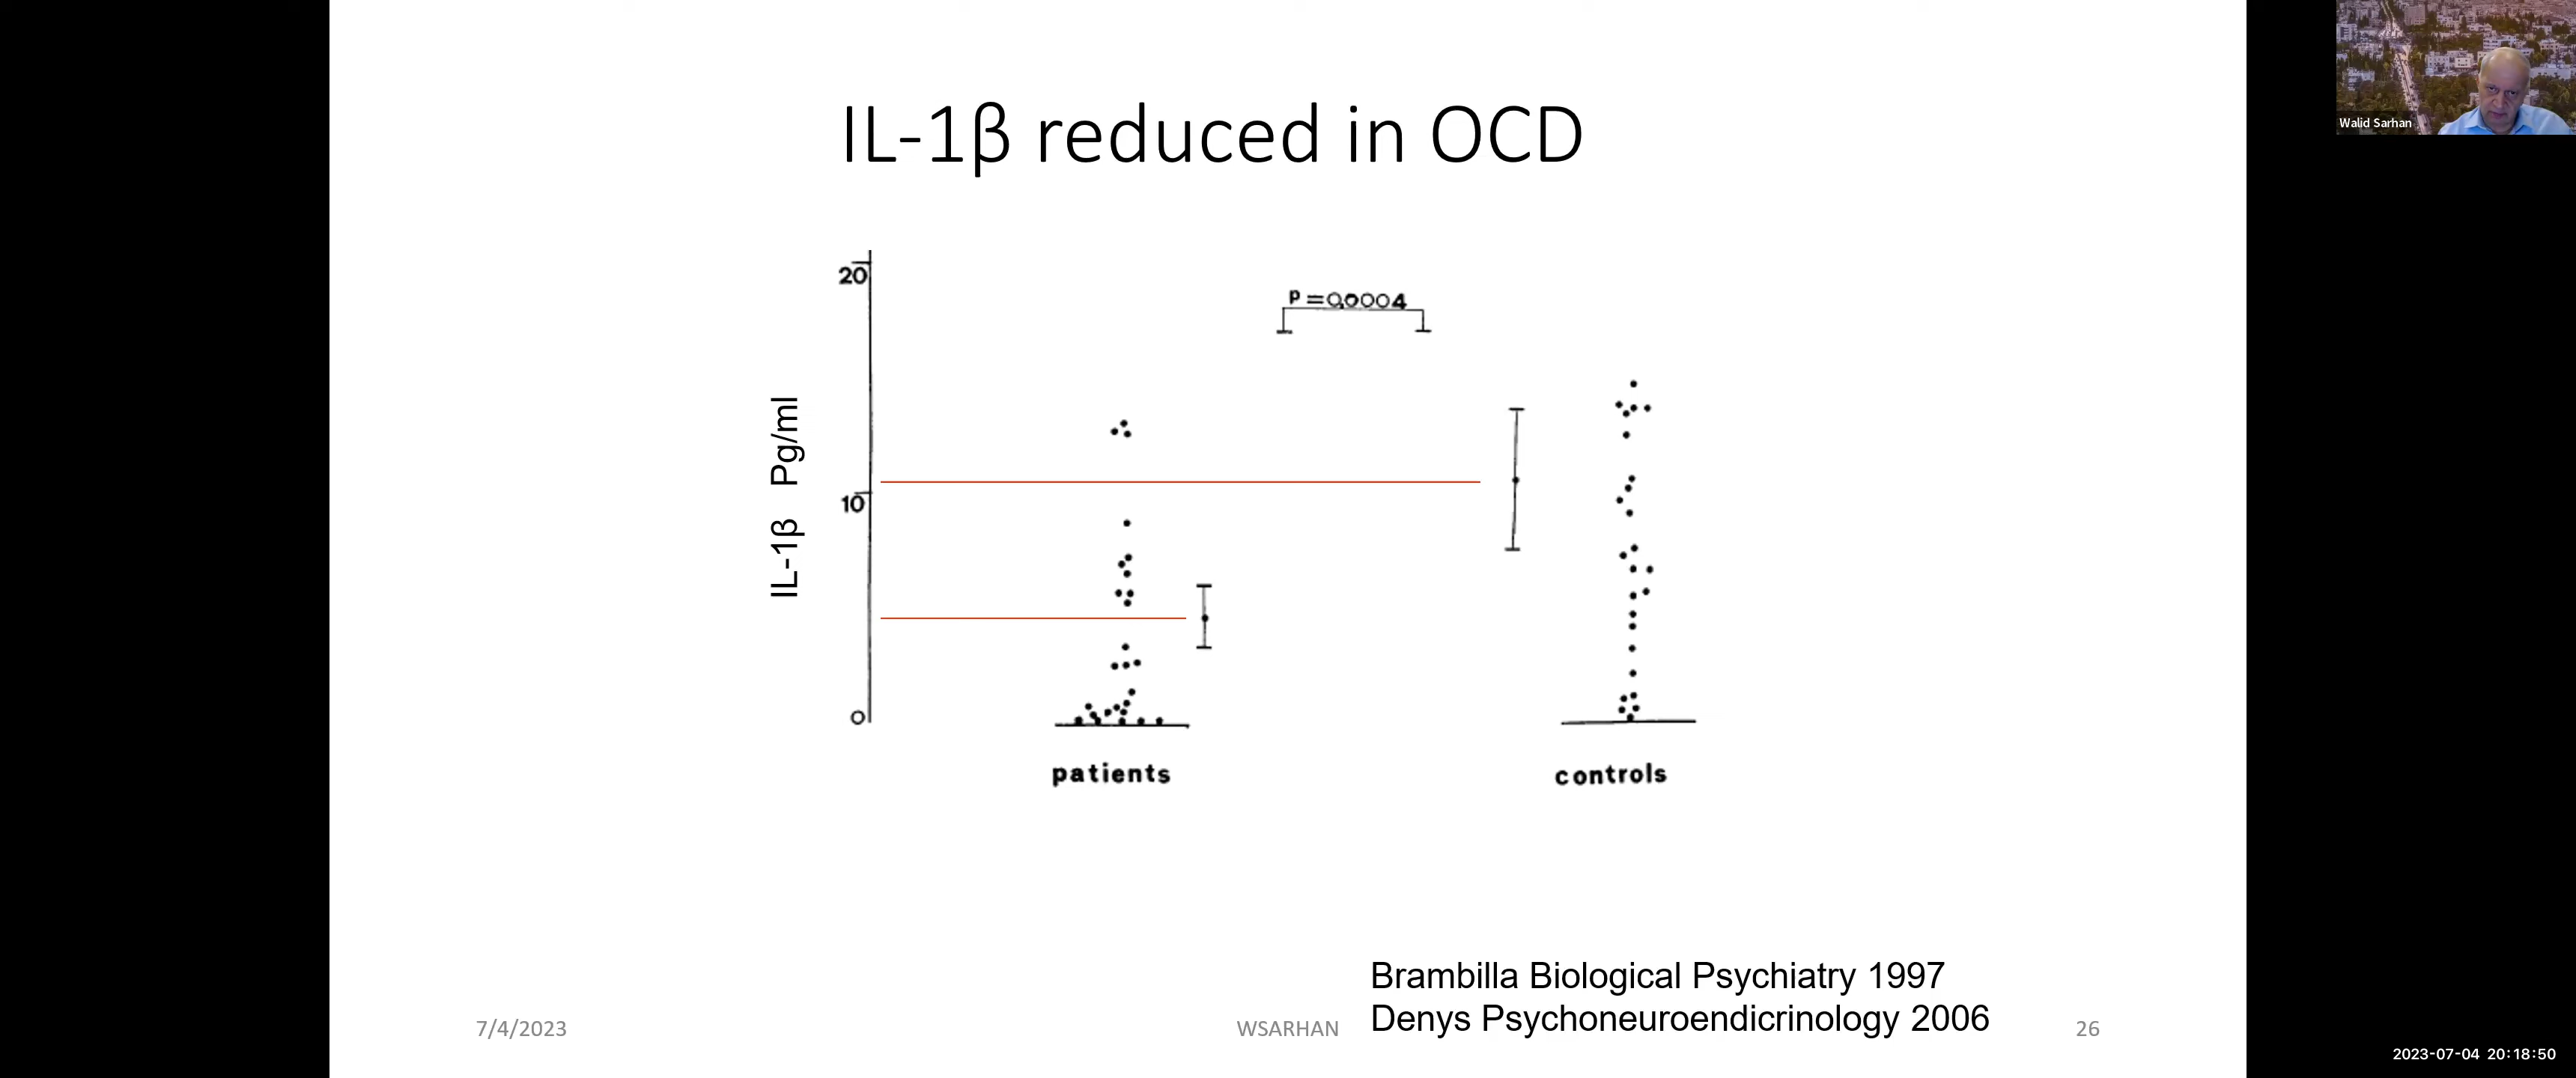 Walid Sarhan
IL-1β reduced in OCD
20
p = 0.0004
IL-1β Pg/ml
10
0
patients
controls
Brambilla Biological Psychiatry 1997
Denys Psychoneuroendicrinology 2006
7/4/2023
WSARHAN
26
2023-07-04 20:18:50